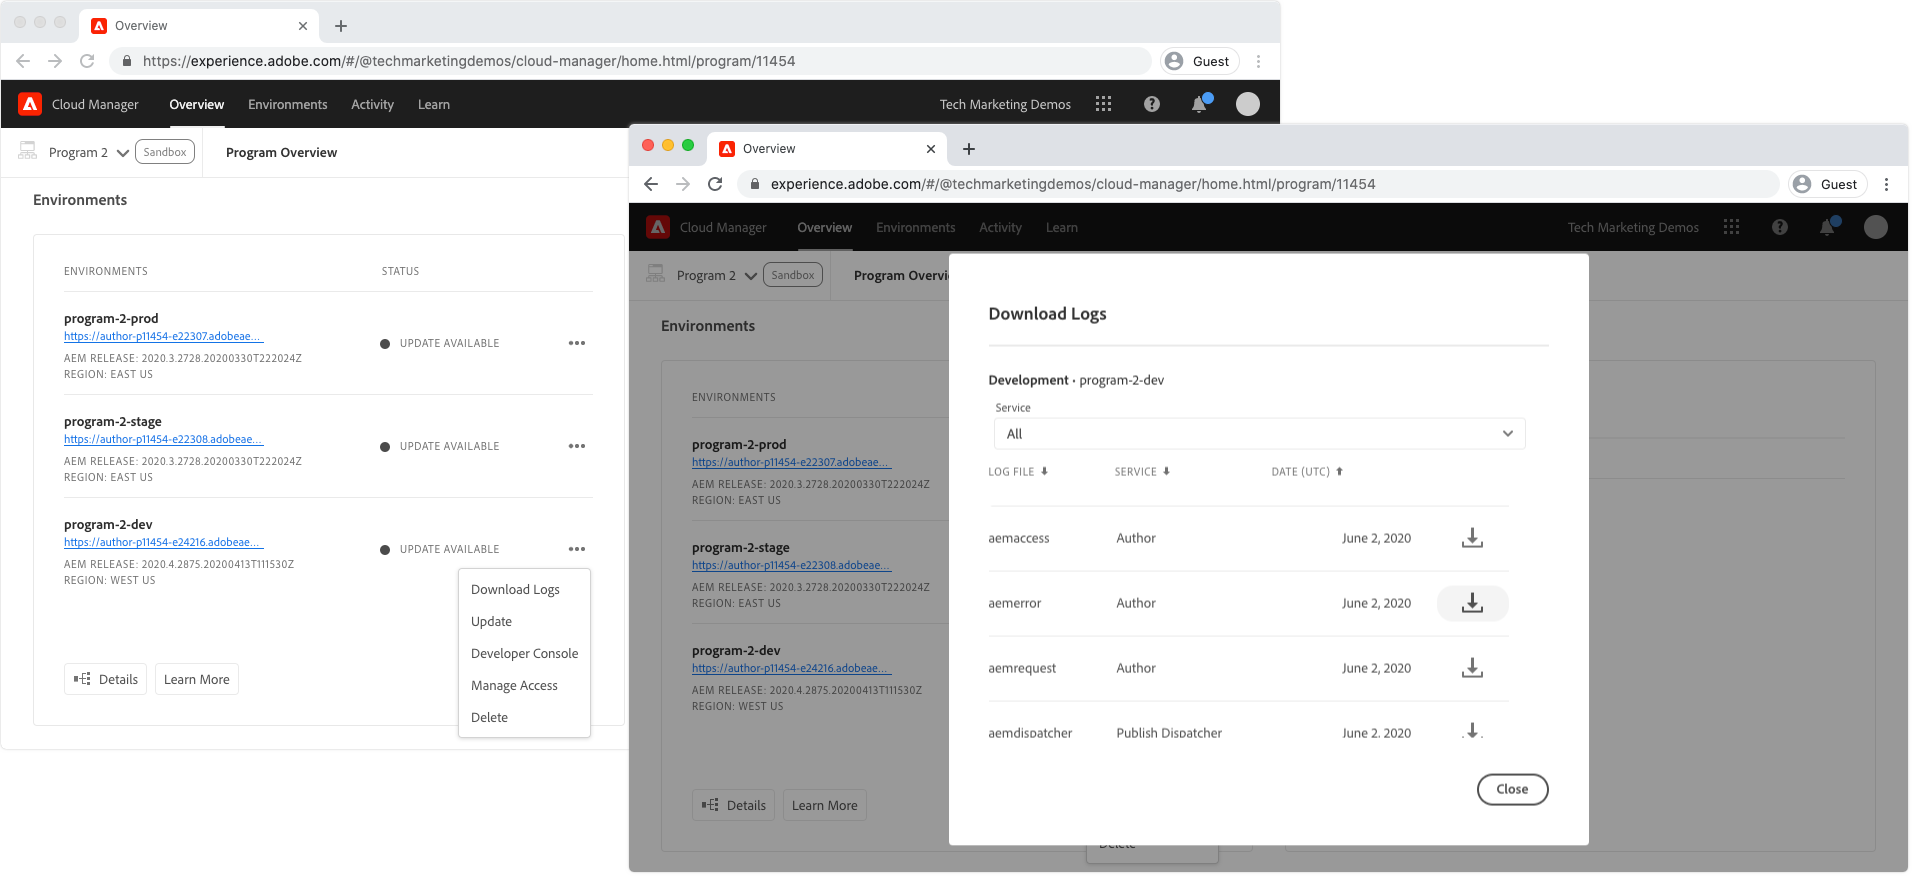 Overview
https://experience.adobe.com/#/@techmarketingdemos/cloud-manager/home.html/program/11454
Guest
Cloud Manager Overview Environments Activity Learn Tech Marketing Demos
Program 2 Sandbox Program Overview
Environments
ENVIRONMENTS STATUS
program-2-prod
https://author-p11454-e22307.adobeae...
UPDATE AVAILABLE
AEM RELEASE: 2020.3.2728.20200330T222024Z
REGION: EAST US
program-2-stage
https://author-p11454-e22308.adobeae...
UPDATE AVAILABLE
AEM RELEASE: 2020.3.2728.20200330T222024Z
REGION: EAST US
program-2-dev
https://author-p11454-e24216.adobeae...
UPDATE AVAILABLE
AEM RELEASE: 2020.4.2875.20200413T111530Z
REGION: WEST US
Download Logs
Update
Developer Console
Manage Access
Delete
Details Learn More
Overview
experience.adobe.com/#/@techmarketingdemos/cloud-manager/home.html/program/11454
Guest
Cloud Manager Overview Environments Activity Learn Tech Marketing Demos
Program 2 Sandbox Program Overvi
Environments
ENVIRONMENTS
program-2-prod
https://author-p11454-e22307.adobeae...
AEM RELEASE: 2020.3.2728.20200330T222024Z
REGION: EAST US
program-2-stage
https://author-p11454-e22308.adobeae...
AEM RELEASE: 2020.3.2728.20200330T222024Z
REGION: EAST US
program-2-dev
https://author-p11454-e24216.adobeae...
AEM RELEASE: 2020.4.2875.20200413T111530Z
REGION: WEST US
Details Learn More
Delete
Download Logs
Development · program-2-dev
Service
All
LOG FILE SERVICE DATE (UTC)
aemaccess Author June 2, 2020
aemerror Author June 2, 2020
aemrequest Author June 2, 2020
aemdispatcher Publish Dispatcher June 2, 2020
Close